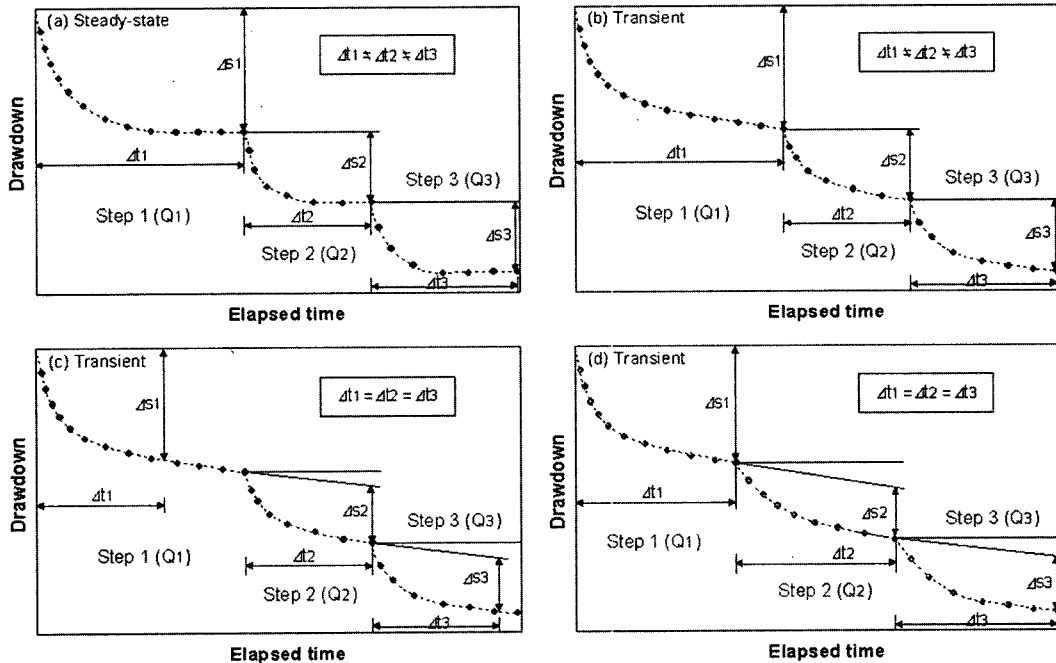 (a) Steady-state
Δs1
Δt1 ≒ Δt2 ≒ Δt3
Δt1
Δs2
Step 3 (Q3)
Step 1 (Q1)
Δt2
Δs3
Step 2 (Q2)
Δt3
Drawdown
Elapsed time
(b) Transient
Δs1
Δt1 ≒ Δt2 ≒ Δt3
Δt1
Δs2
Step 3 (Q3)
Step 1 (Q1)
Δt2
Δs3
Step 2 (Q2)
Δt3
Drawdown
Elapsed time
(c) Transient
Δs1
Δt1 = Δt2 = Δt3
Δt1
Δs2
Step 3 (Q3)
Step 1 (Q1)
Δt2
Δs3
Step 2 (Q2)
Δt3
Drawdown
Elapsed time
(d) Transient
Δs1
Δt1 = Δt2 = Δt3
Δt1
Δs2
Step 3 (Q3)
Step 1 (Q1)
Δt2
Δs3
Step 2 (Q2)
Δt3
Drawdown
Elapsed time